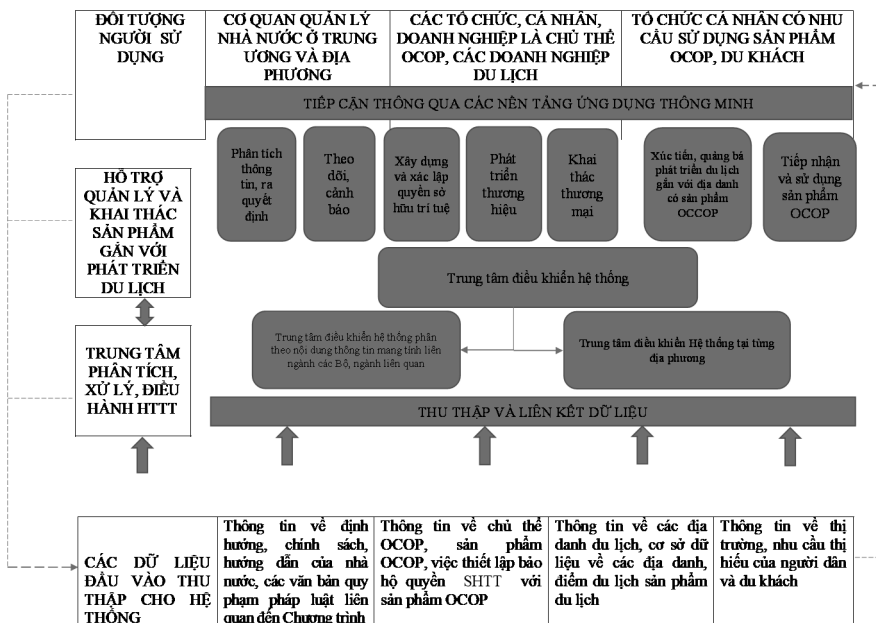 ĐỐI TƯỢNG
NGƯỜI SỬ
DỤNG
CƠ QUAN QUẢN LÝ
NHÀ NƯỚC Ở TRUNG
ƯƠNG VÀ ĐỊA
PHƯƠNG
CÁC TỔ CHỨC, CÁ NHÂN,
DOANH NGHIỆP LÀ CHỦ THỂ
OCOP, CÁC DOANH NGHIỆP
DU LỊCH
TỔ CHỨC CÁ NHÂN CÓ NHU
CẦU SỬ DỤNG SẢN PHẨM
OCOP, DU KHÁCH
TIẾP CẬN THÔNG QUA CÁC NỀN TẢNG ỨNG DỤNG THÔNG MINH
HỖ TRỢ
QUẢN LÝ VÀ
KHAI THÁC
SẢN PHẨM
GẮN VỚI
PHÁT TRIỂN
DU LỊCH
Phân tích
thông
tin, ra
quyết
định
Theo
dõi,
cảnh
báo
Xây dựng
và xác lập
quyền sở
hữu trí tuệ
Phát
triển
thương
hiệu
Khai
thác
thương
mại
Xúc tiến, quảng bá
phát triển du lịch
gắn với địa danh
có sản phẩm
OCCOP
Tiếp nhận
và sử dụng
sản phẩm
OCOP
Trung tâm điều khiển hệ thống
TRUNG TÂM
PHÂN TÍCH,
XỬ LÝ, ĐIỀU
HÀNH HTTT
Trung tâm điều khiển hệ thống phân
theo nội dung thông tin mang tính liên
ngành các Bộ, ngành liên quan
Trung tâm điều khiển Hệ thống tại từng
địa phương
THU THẬP VÀ LIÊN KẾT DỮ LIỆU
CÁC DỮ LIỆU
ĐẦU VÀO THU
THẬP CHO HỆ
THỐNG
Thông tin về định
hướng, chính sách,
hướng dẫn của nhà
nước, các văn bản quy
phạm pháp luật liên
quan đến Chương trình
Thông tin về chủ thể
OCOP, sản phẩm
OCOP, việc thiết lập bảo
hộ quyền SHTT với
sản phẩm OCOP
Thông tin về các địa
danh du lịch, cơ sở dữ
liệu về các địa danh,
điểm du lịch sản phẩm
du lịch
Thông tin về thị
trường, nhu cầu thị
hiếu của người dân
và du khách